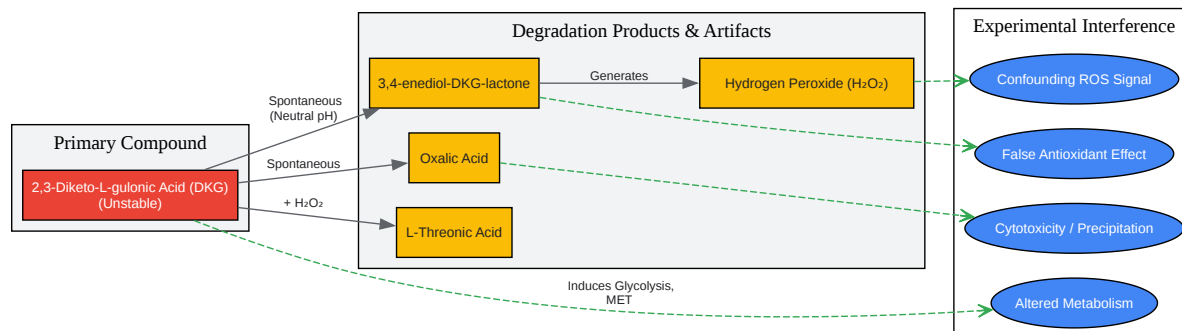 Degradation Products & Artifacts
Experimental Interference
Primary Compound
2,3-Diketo-L-gulonic Acid (DKG)
(Unstable)
Spontaneous
(Neutral pH)
Spontaneous
+ H₂O₂
3,4-enediol-DKG-lactone
Generates
Hydrogen Peroxide (H₂O₂)
Oxalic Acid
L-Threonic Acid
Induces Glycolysis,
MET
Confounding ROS Signal
False Antioxidant Effect
Cytotoxicity / Precipitation
Altered Metabolism